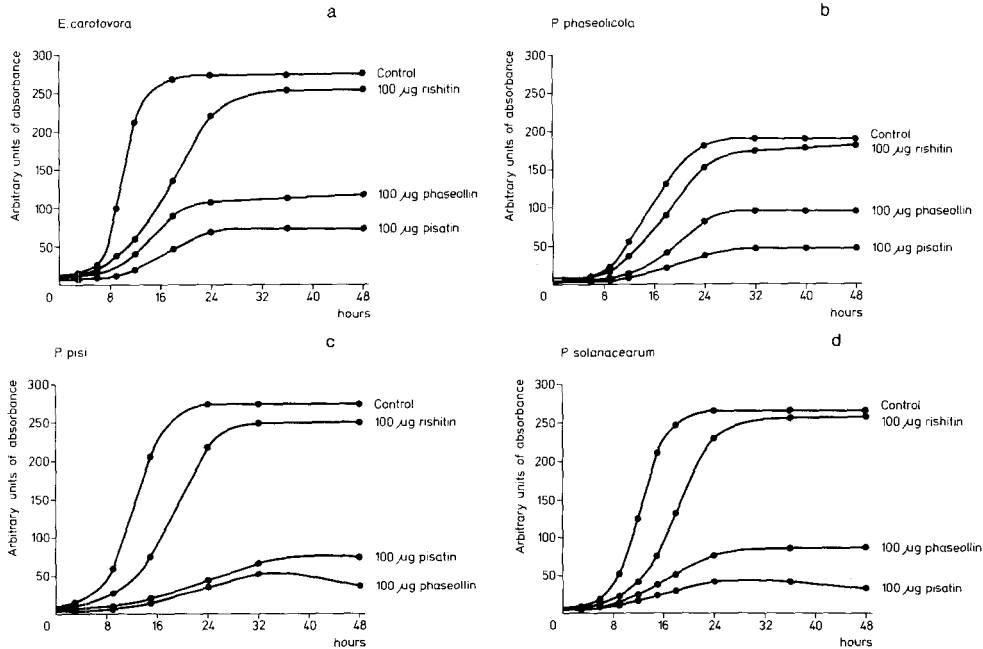 a
E. carotovora
Arbitrary units of absorbance
300
250
200
150
100
50
0
8
16
24
32
40
48
hours
Control
100 µg rishitin
100 µg phaseollin
100 µg pisatin
b
P. phaseolicola
Arbitrary units of absorbance
300
250
200
150
100
50
0
8
16
24
32
40
48
hours
Control
100 µg rishitin
100 µg phaseollin
100 µg pisatin
c
P. pisi
Arbitrary units of absorbance
300
250
200
150
100
50
0
8
16
24
32
40
48
hours
Control
100 µg rishitin
100 µg pisatin
100 µg phaseollin
d
P. solanacearum
Arbitrary units of absorbance
300
250
200
150
100
50
0
8
16
24
32
40
48
hours
Control
100 µg rishitin
100 µg phaseollin
100 µg pisatin